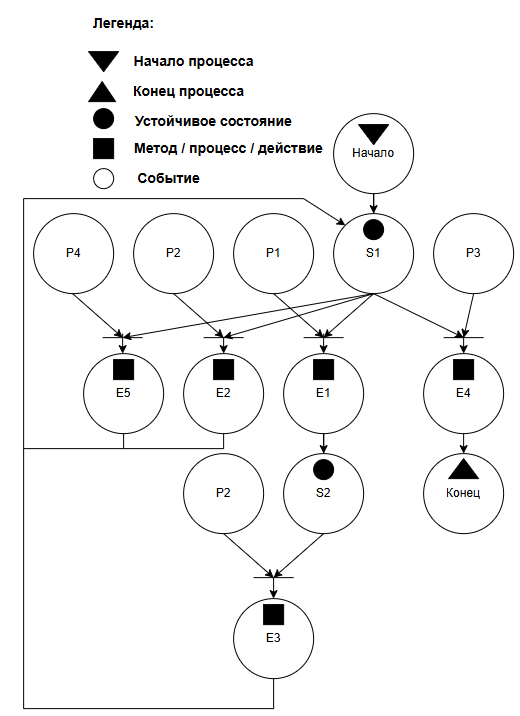 Легенда:
Начало процесса
Конец процесса
Устойчивое состояние
Метод / процесс / действие
Событие
Начало
P4
P2
P1
S1
P3
E5
E2
E1
E4
P2
S2
Конец
E3